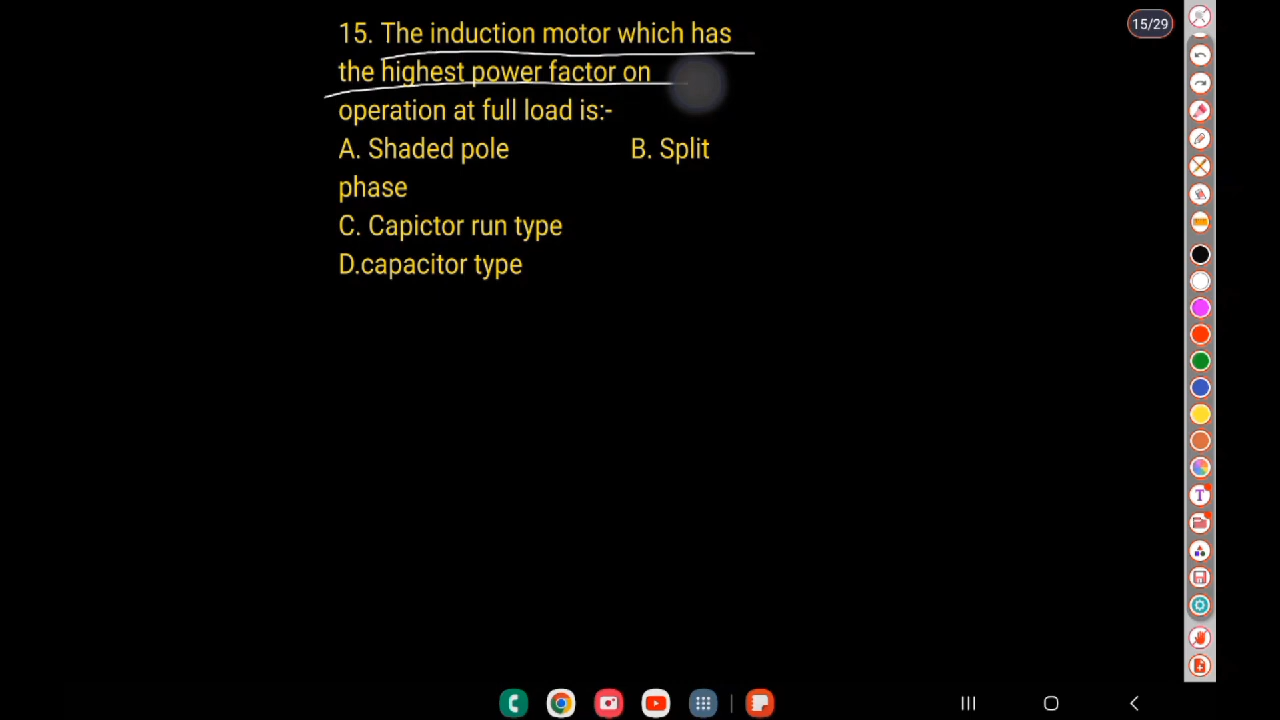 15/29
15. The induction motor which has
the highest power factor on
operation at full load is:-
A. Shaded pole B. Split
phase
C. Capictor run type
D.capacitor type
T